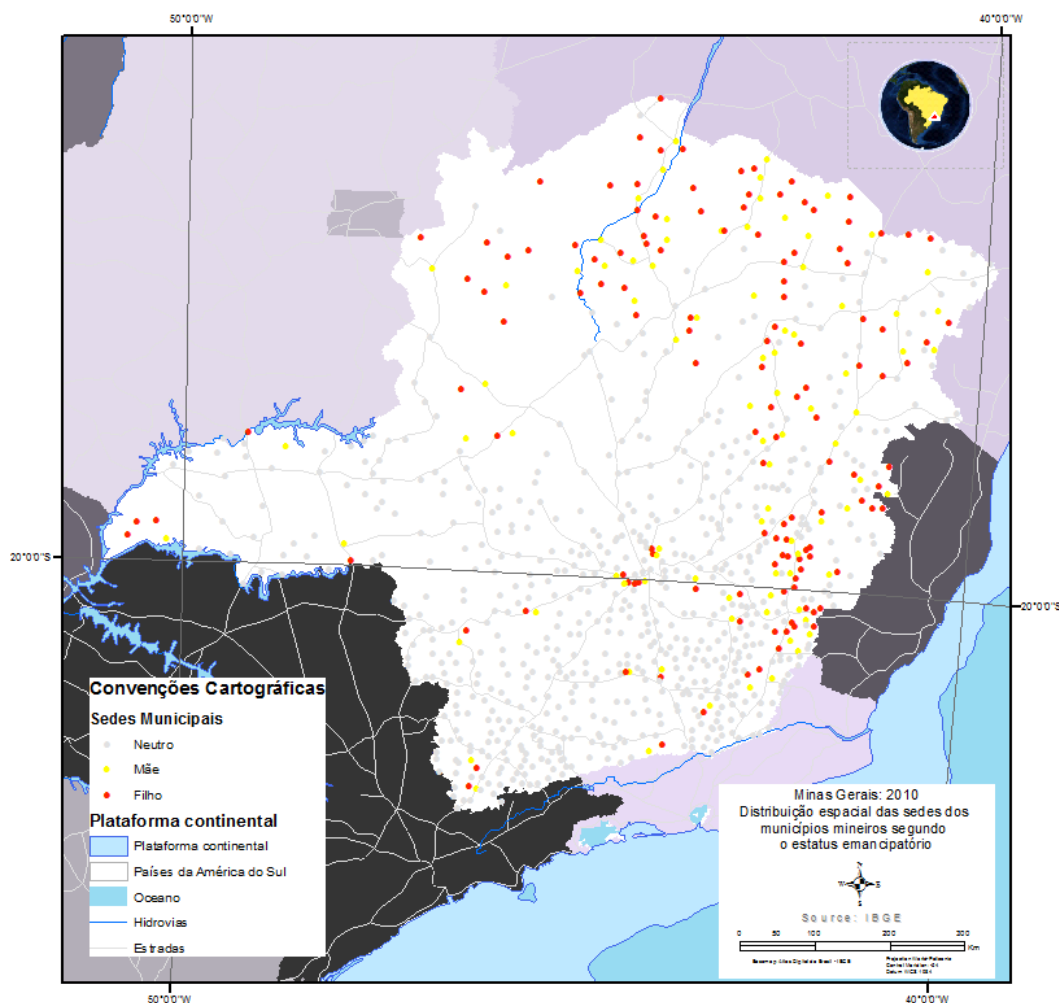 50°0'0"W
40°0'0"W
20°0'0"S
20°0'0"S
Convenções Cartográficas
Sedes Municipais
Neutro
Mãe
Filho
Plataforma continental
Plataforma continental
Países da América do Sul
Oceano
Hidrovias
Estradas
Minas Gerais: 2010
Distribuição espacial das sedes dos
municípios mineiros segundo
o estatus emancipatório
N
W E
S
Source: IBGE
0 50 100 200 300
Km
50°0'0"W
40°0'0"W